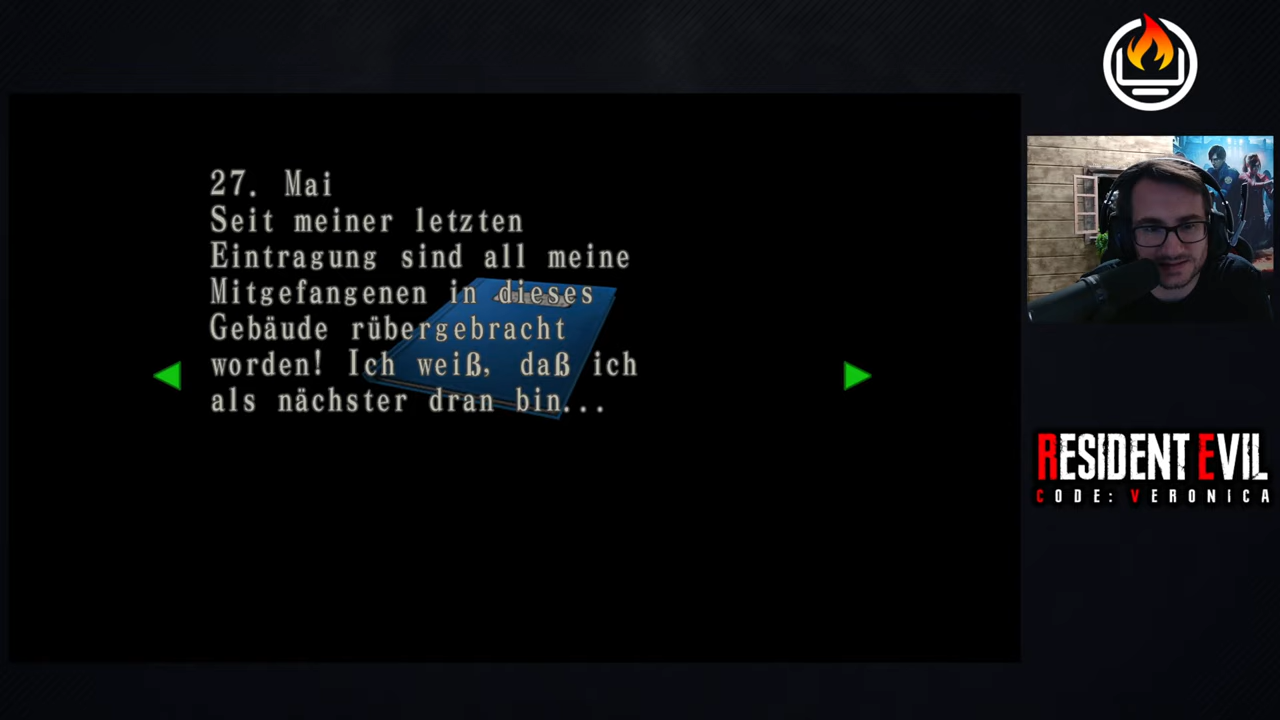 27. Mai
Seit meiner letzten
Eintragung sind all meine
Mitgefangenen in dieses
Gebäude rübergebracht
worden! Ich weiß, daß ich
als nächster dran bin...
RESIDENT EVIL
CODE: VERONICA